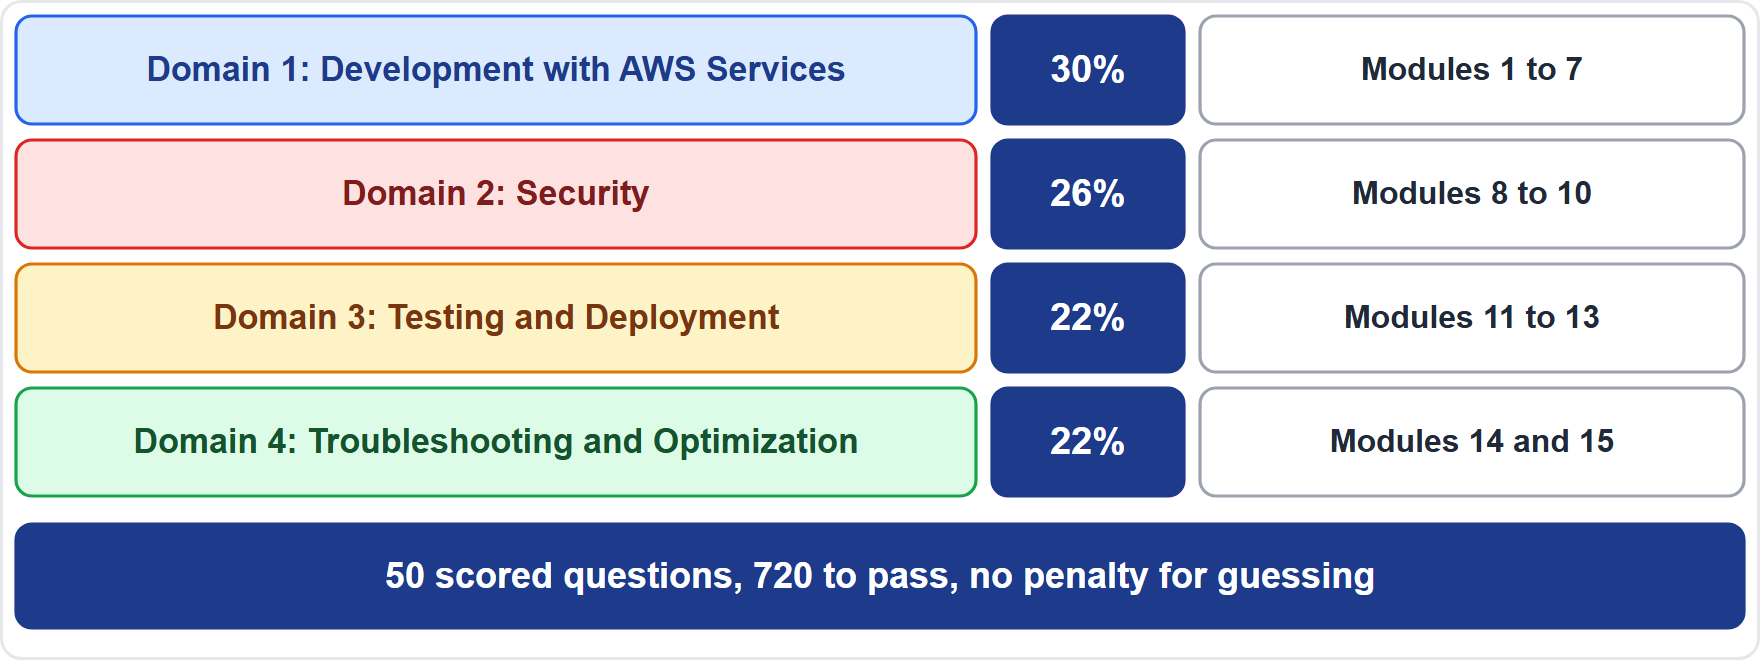 Domain 1: Development with AWS Services
30%
Modules 1 to 7
Domain 2: Security
26%
Modules 8 to 10
Domain 3: Testing and Deployment
22%
Modules 11 to 13
Domain 4: Troubleshooting and Optimization
22%
Modules 14 and 15
50 scored questions, 720 to pass, no penalty for guessing